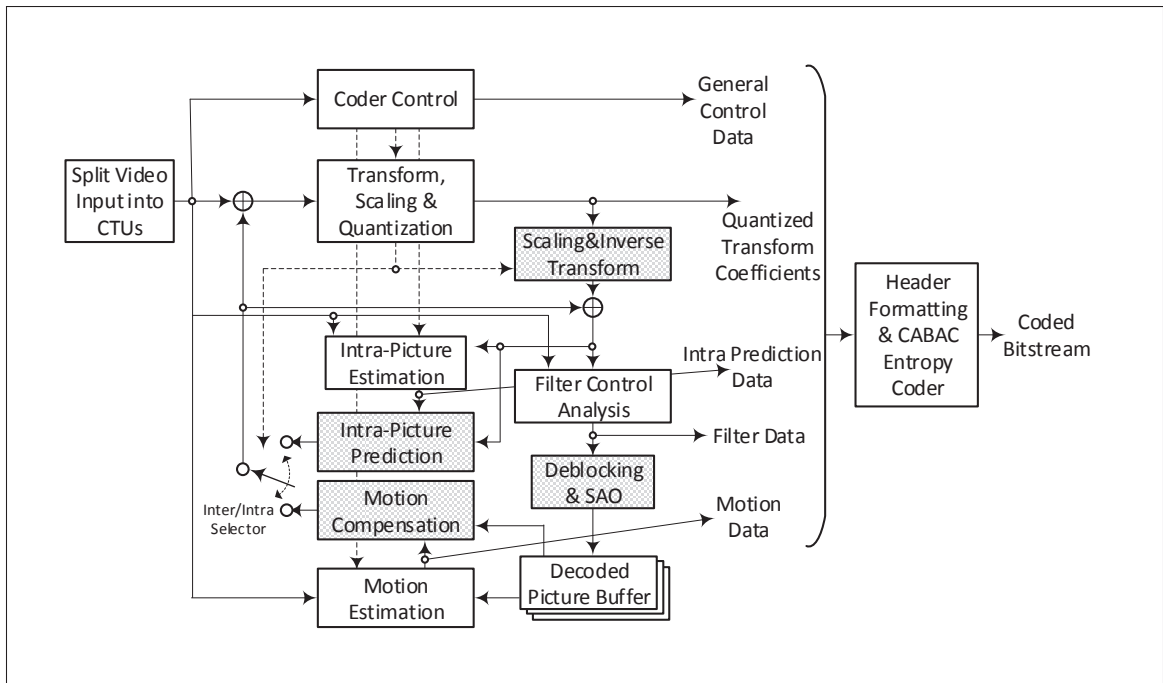 Coder Control
General
Control
Data
Split Video
Input into
CTUs
Transform,
Scaling &
Quantization
Quantized
Transform
Coefficients
Scaling&Inverse
Transform
Header
Formatting
& CABAC
Entropy
Coder
Coded
Bitstream
Intra-Picture
Estimation
Filter Control
Analysis
Intra Prediction
Data
Intra-Picture
Prediction
Filter Data
Deblocking
& SAO
Inter/Intra
Selector
Motion
Compensation
Motion
Data
Motion
Estimation
Decoded
Picture Buffer